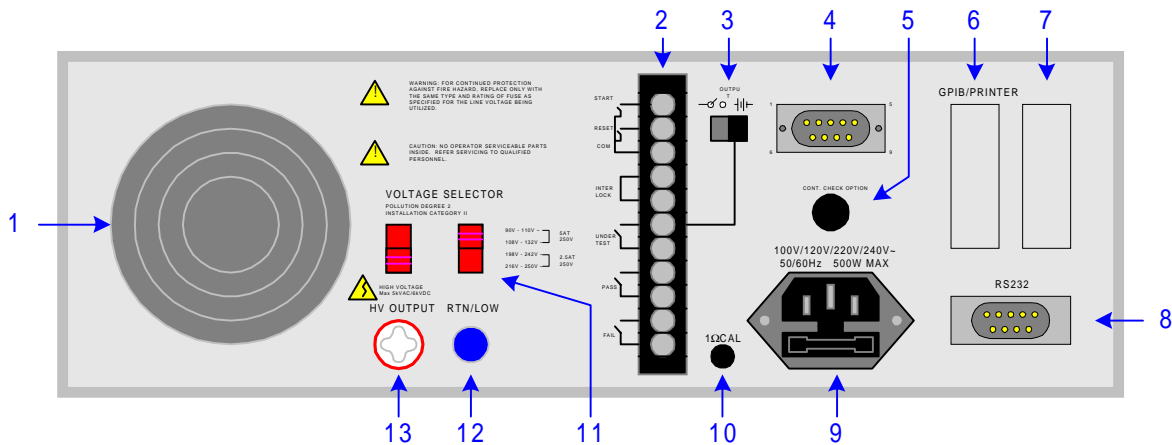 2 3 4 5 6 7
WARNING: FOR CONTINUED PROTECTION
AGAINST FIRE HAZARD, REPLACE ONLY WITH
THE SAME TYPE AND RATING OF FUSE AS
SPECIFIED FOR THE LINE VOLTAGE BEING
UTILIZED.
CAUTION: NO OPERATOR SERVICEABLE PARTS
INSIDE. REFER SERVICING TO QUALIFIED
PERSONNEL.
VOLTAGE SELECTOR
POLLUTION DEGREE 2
INSTALLATION CATEGORY II
90V - 110V ~
108V - 132V ~
5AT
250V
198V - 242V ~
216V - 250V ~
2.5AT
250V
HIGH VOLTAGE
Max 5kVAC/6kVDC
HV OUTPUT
RTN/LOW
START
RESET
COM
INTER
LOCK
UNDER
TEST
PASS
FAIL
OUTPU
T
1 5
6 9
CONT. CHECK OPTION
100V/120V/220V/240V~
50/60Hz 500W MAX
1ΩCAL
GPIB/PRINTER
RS232
1
8
13 12 11 10 9